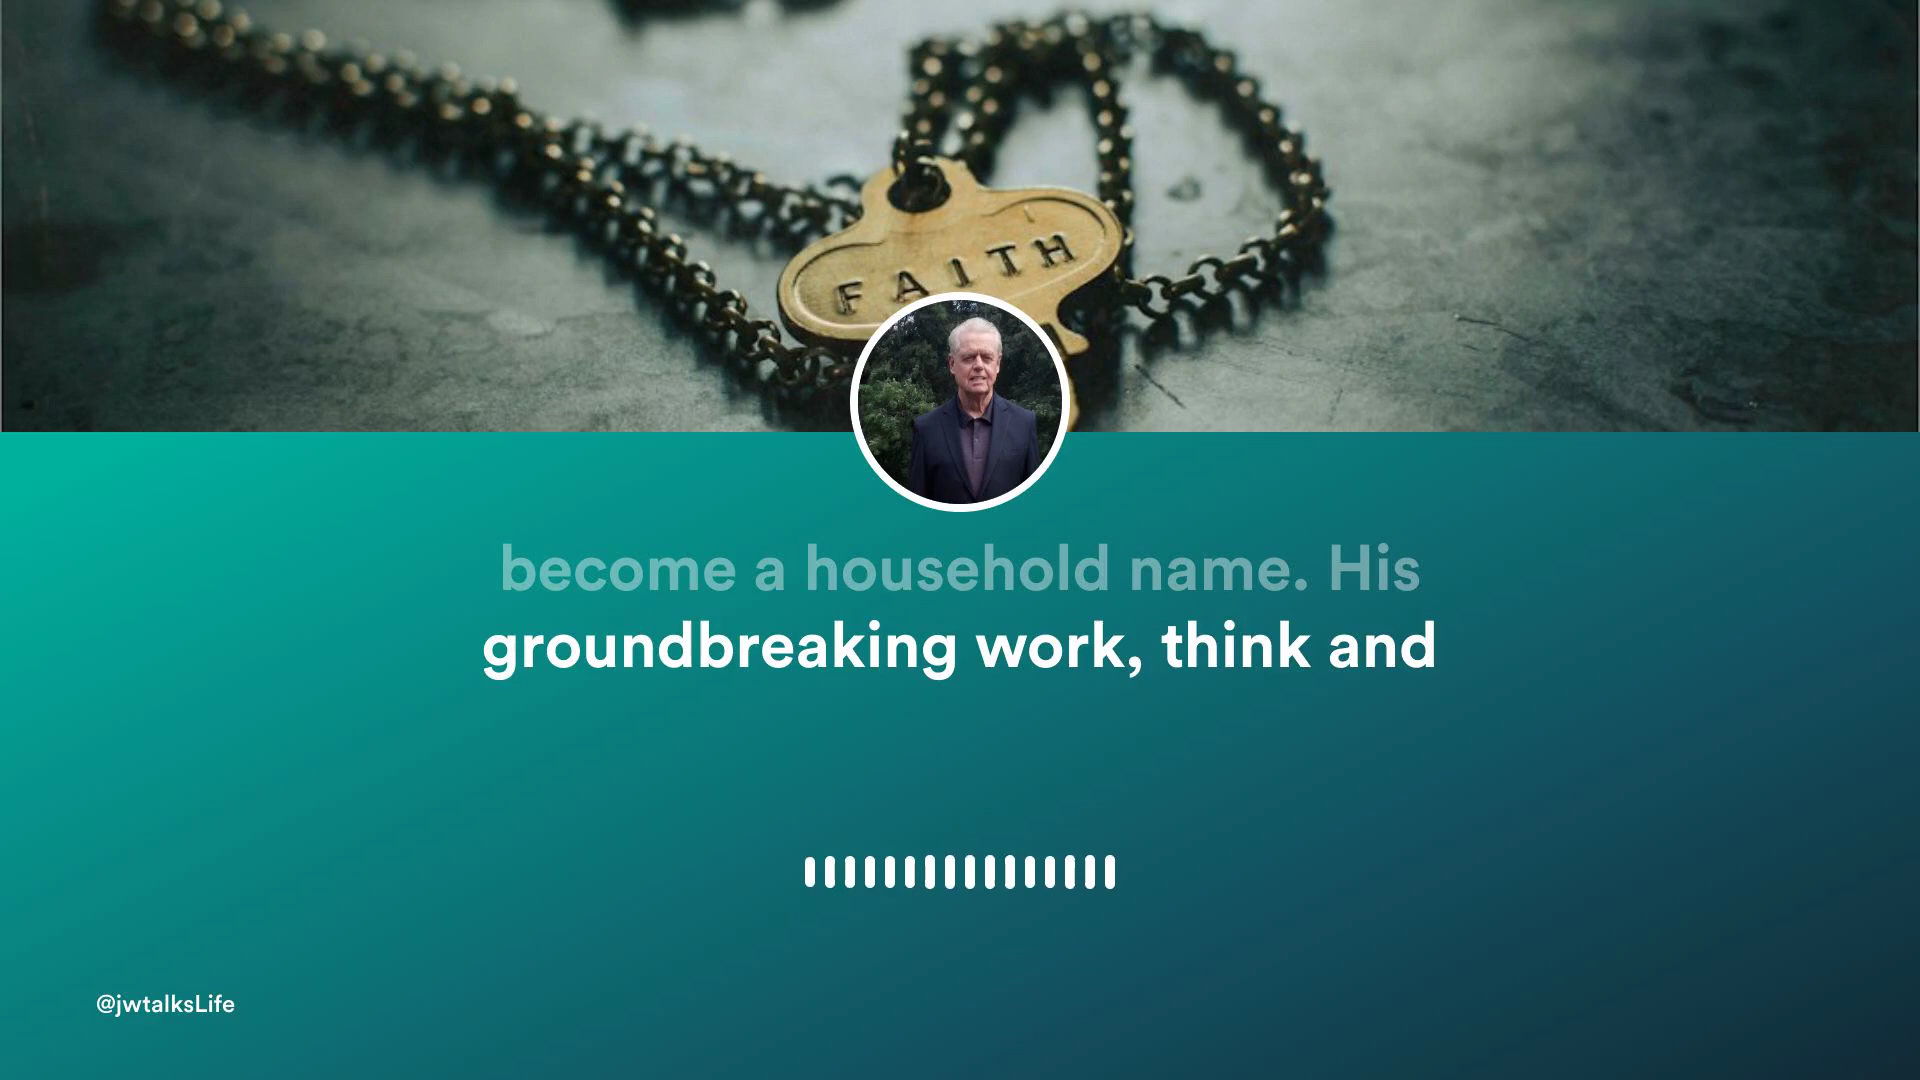 FAITH
become a household name. His
groundbreaking work, think and
@jwtalksLife